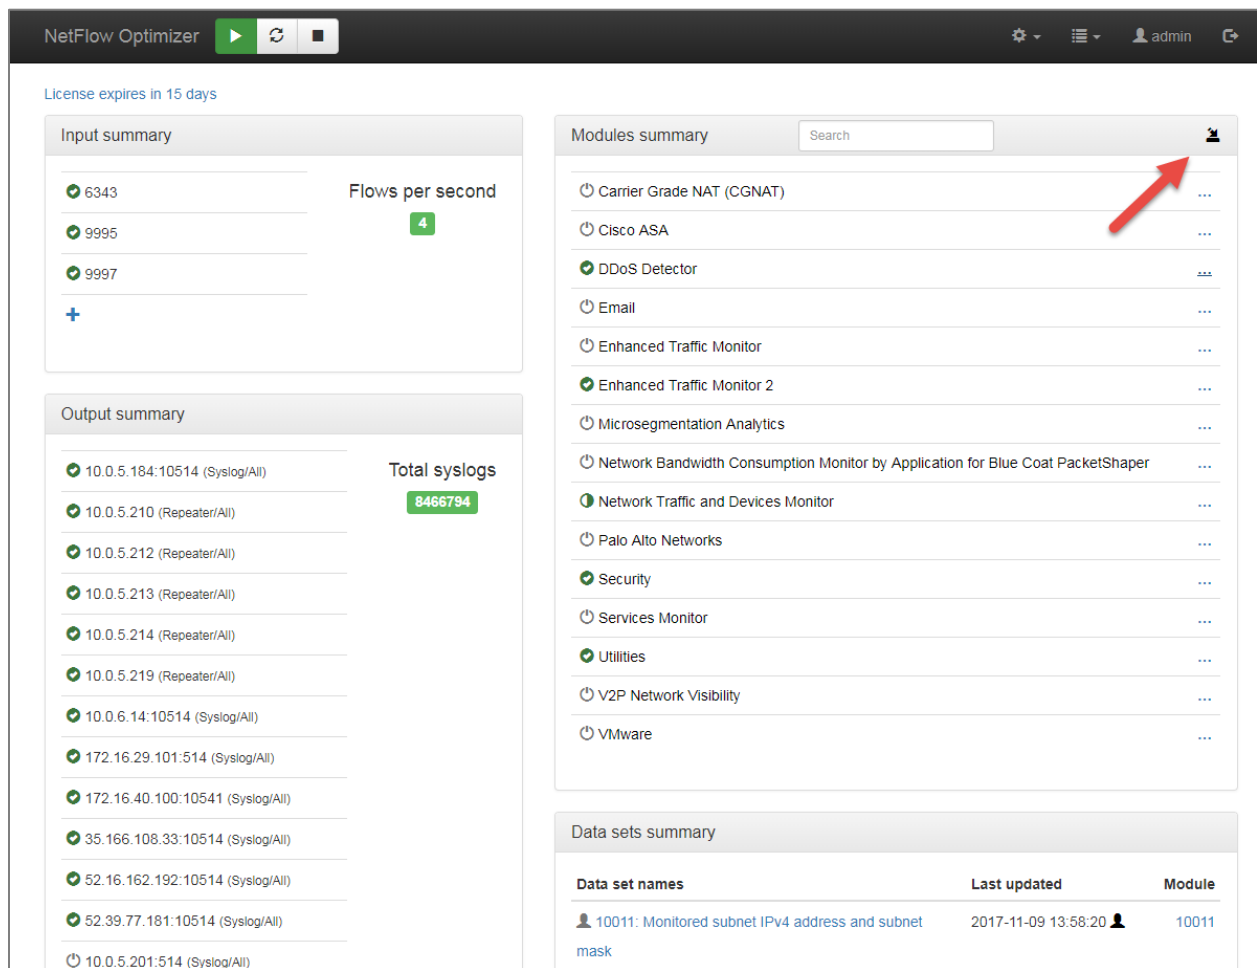 NetFlow Optimizer
admin
License expires in 15 days
Input summary
6343
Flows per second
4
9995
9997
Output summary
10.0.5.184:10514 (Syslog/All)
Total syslogs
8466794
10.0.5.210 (Repeater/All)
10.0.5.212 (Repeater/All)
10.0.5.213 (Repeater/All)
10.0.5.214 (Repeater/All)
10.0.5.219 (Repeater/All)
10.0.6.14:10514 (Syslog/All)
172.16.29.101:514 (Syslog/All)
172.16.40.100:10541 (Syslog/All)
35.166.108.33:10514 (Syslog/All)
52.16.162.192:10514 (Syslog/All)
52.39.77.181:10514 (Syslog/All)
10.0.5.201:514 (Syslog/All)
Modules summary
Search
Carrier Grade NAT (CGNAT) ...
Cisco ASA ...
DDoS Detector ...
Email ...
Enhanced Traffic Monitor ...
Enhanced Traffic Monitor 2 ...
Microsegmentation Analytics ...
Network Bandwidth Consumption Monitor by Application for Blue Coat PacketShaper ...
Network Traffic and Devices Monitor ...
Palo Alto Networks ...
Security ...
Services Monitor ...
Utilities ...
V2P Network Visibility ...
VMware ...
Data sets summary
Data set names Last updated Module
10011: Monitored subnet IPv4 address and subnet 2017-11-09 13:58:20 10011
mask